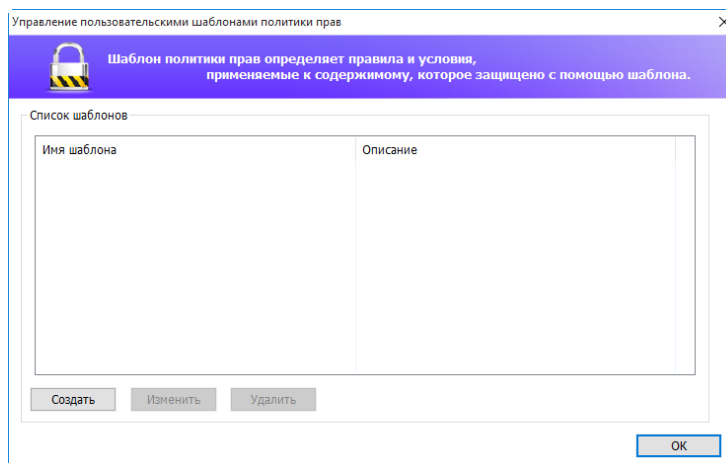 Управление пользовательскими шаблонами политики прав
Шаблон политики прав определяет правила и условия,
применяемые к содержимому, которое защищено с помощью шаблона.
Список шаблонов
Имя шаблона Описание
Создать Изменить Удалить
OK